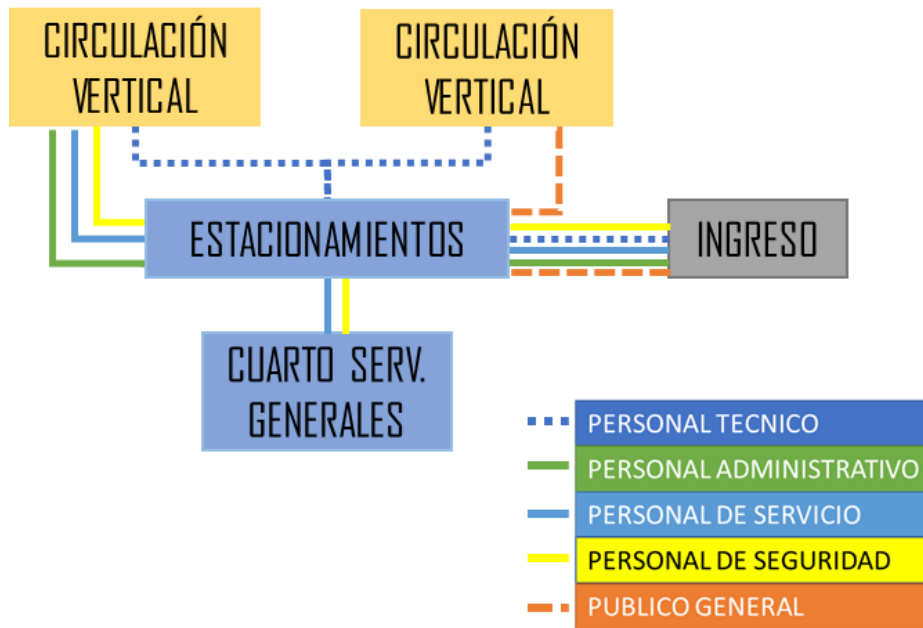 CIRCULACIÓN
VERTICAL
CIRCULACIÓN
VERTICAL
ESTACIONAMIENTOS
INGRESO
CUARTO SERV.
GENERALES
PERSONAL TECNICO
PERSONAL ADMINISTRATIVO
PERSONAL DE SERVICIO
PERSONAL DE SEGURIDAD
PUBLICO GENERAL